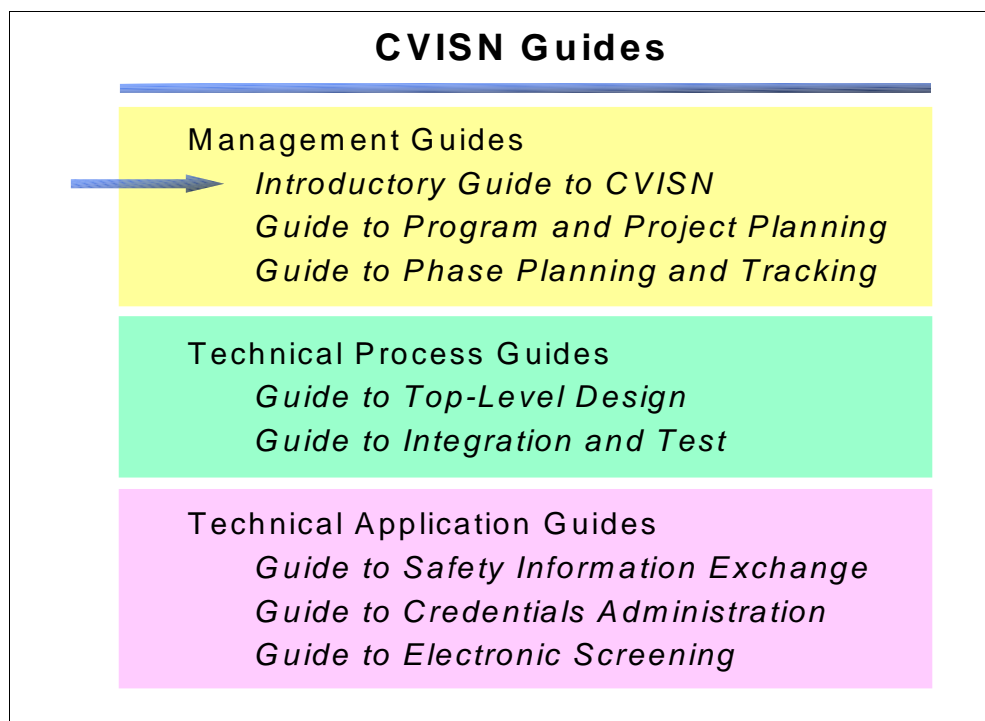 CVISN Guides
Management Guides
Introductory Guide to CVISN
Guide to Program and Project Planning
Guide to Phase Planning and Tracking
Technical Process Guides
Guide to Top-Level Design
Guide to Integration and Test
Technical Application Guides
Guide to Safety Information Exchange
Guide to Credentials Administration
Guide to Electronic Screening